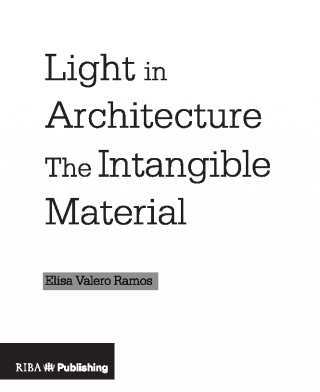 Light in
Architecture
The Intangible
Material
Elisa Valero Ramos
RIBA Publishing